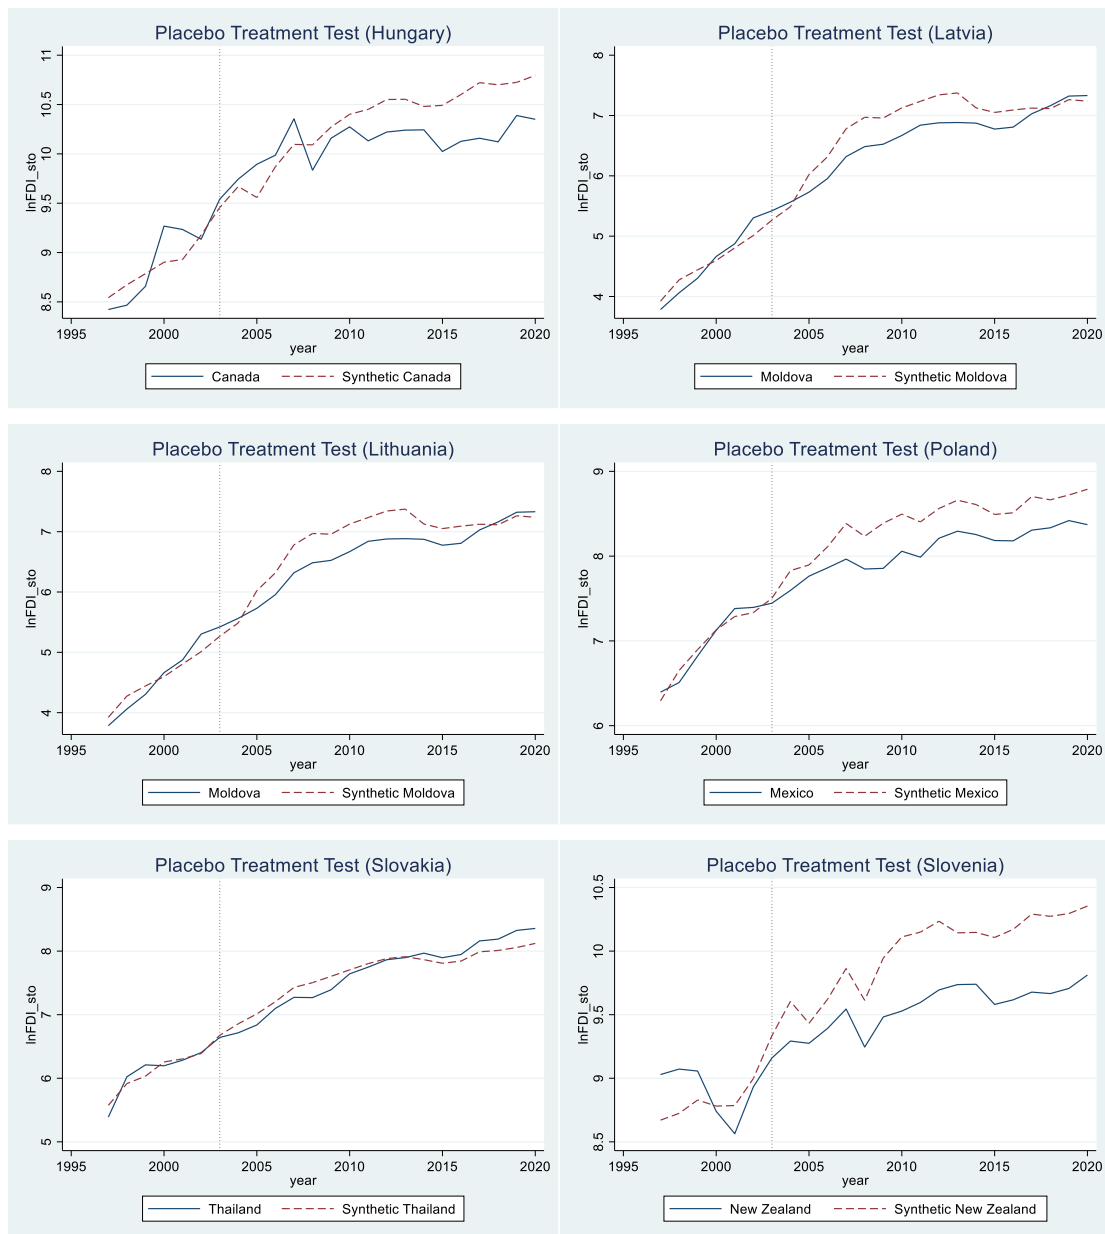 Placebo Treatment Test (Hungary)
lnFDI_sto
11
10.5
10
9.5
9
8.5
1995 2000 2005 2010 2015 2020
year
Canada Synthetic Canada
Placebo Treatment Test (Latvia)
lnFDI_sto
8
7
6
5
4
1995 2000 2005 2010 2015 2020
year
Moldova Synthetic Moldova
Placebo Treatment Test (Lithuania)
lnFDI_sto
8
7
6
5
4
1995 2000 2005 2010 2015 2020
year
Moldova Synthetic Moldova
Placebo Treatment Test (Poland)
lnFDI_sto
9
8
7
6
1995 2000 2005 2010 2015 2020
year
Mexico Synthetic Mexico
Placebo Treatment Test (Slovakia)
lnFDI_sto
9
8
7
6
5
1995 2000 2005 2010 2015 2020
year
Thailand Synthetic Thailand
Placebo Treatment Test (Slovenia)
lnFDI_sto
10.5
10
9.5
9
8.5
1995 2000 2005 2010 2015 2020
year
New Zealand Synthetic New Zealand